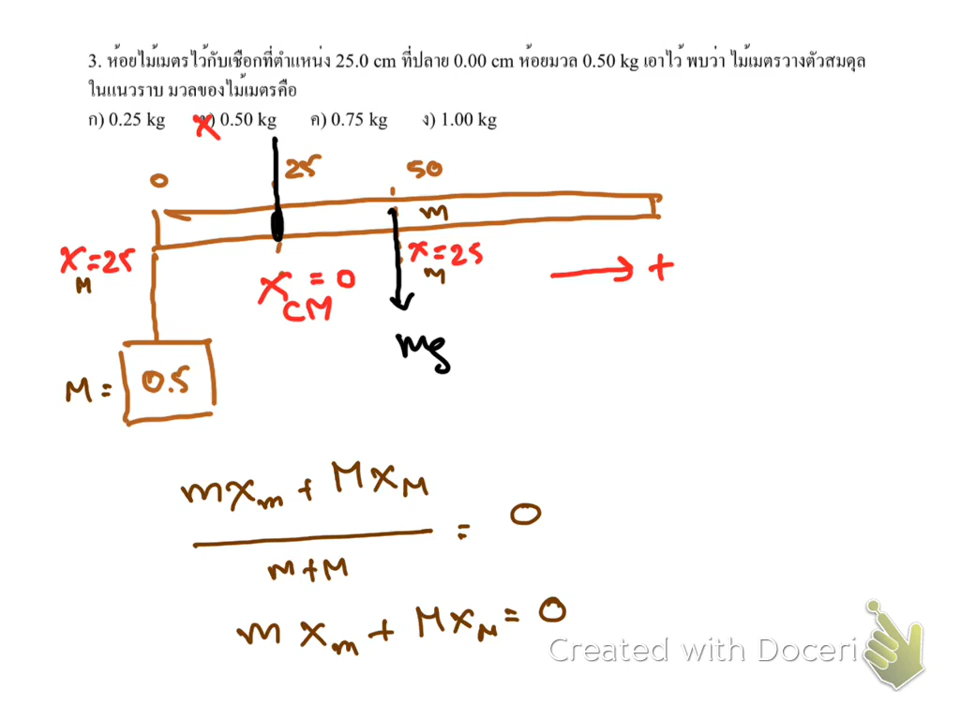 3. ห้อยไม้เมตรไว้กับเชือกที่ตำแหน่ง 25.0 cm ที่ปลาย 0.00 cm ห้อยมวล 0.50 kg เอาไว้ พบว่า ไม้เมตรวางตัวสมดุล
ในแนวราบ มวลของไม้เมตรคือ
ก) 0.25 kg ) 0.50 kg ค) 0.75 kg ง) 1.00 kg
x
0 25 50
m
x = 25
M
x = 0
CM
x = 25
m
→ +
mg
M = 0.5
mxm + MxM
= 0
m+M
m xm + MxM = 0
Created with Doceri